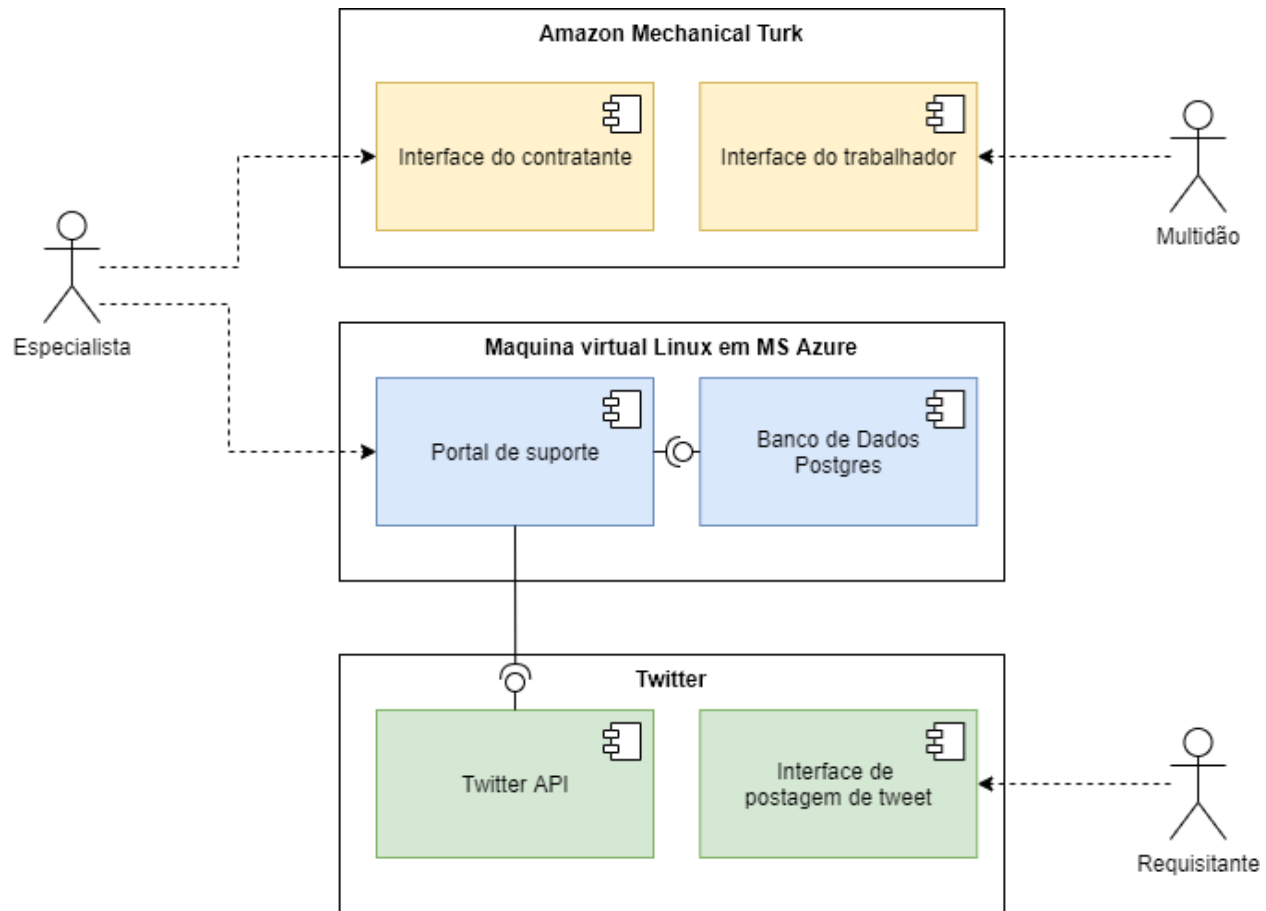 Amazon Mechanical Turk
Interface do contratante
Interface do trabalhador
Multidão
Especialista
Maquina virtual Linux em MS Azure
Portal de suporte
Banco de Dados
Postgres
Twitter
Twitter API
Interface de
postagem de tweet
Requisitante